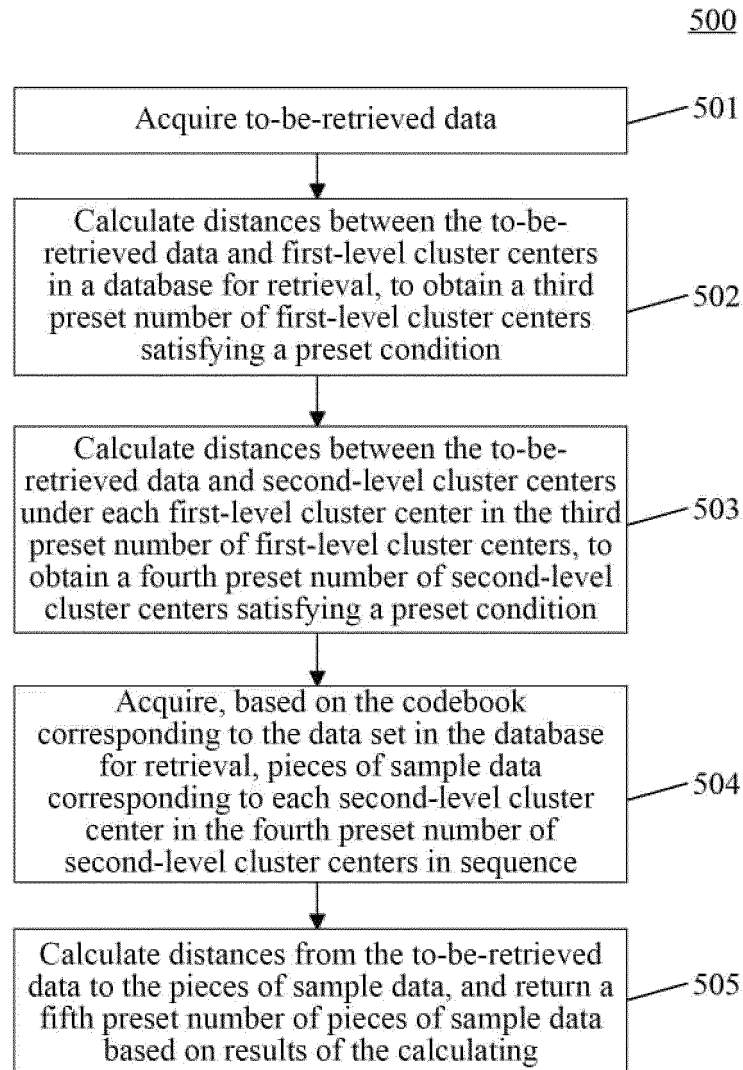 500
Acquire to-be-retrieved data
501
Calculate distances between the to-be-
retrieved data and first-level cluster centers
in a database for retrieval, to obtain a third
preset number of first-level cluster centers
satisfying a preset condition
502
Calculate distances between the to-be-
retrieved data and second-level cluster centers
under each first-level cluster center in the third
preset number of first-level cluster centers, to
obtain a fourth preset number of second-level
cluster centers satisfying a preset condition
503
Acquire, based on the codebook
corresponding to the data set in the database
for retrieval, pieces of sample data
corresponding to each second-level cluster
center in the fourth preset number of
second-level cluster centers in sequence
504
Calculate distances from the to-be-retrieved
data to the pieces of sample data, and return a
fifth preset number of pieces of sample data
based on results of the calculating
505